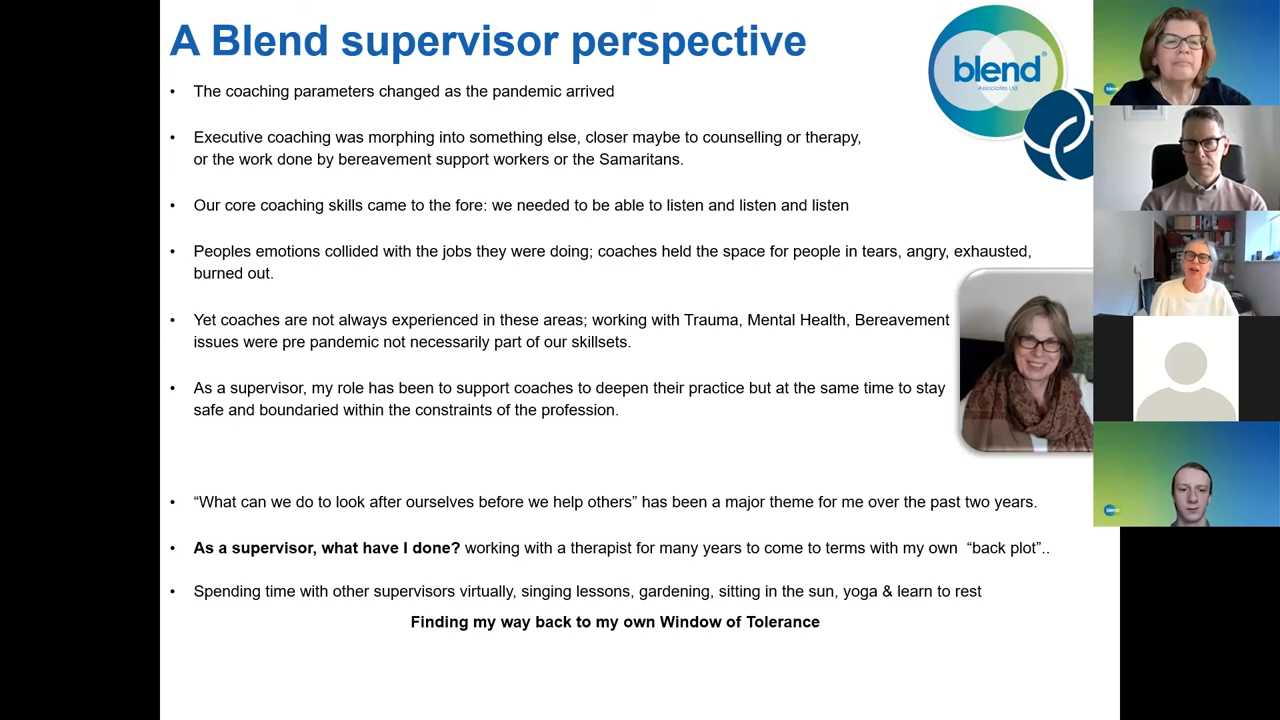 A Blend supervisor perspective
• The coaching parameters changed as the pandemic arrived
• Executive coaching was morphing into something else, closer maybe to counselling or therapy,
or the work done by bereavement support workers or the Samaritans.
• Our core coaching skills came to the fore: we needed to be able to listen and listen and listen
• Peoples emotions collided with the jobs they were doing; coaches held the space for people in tears, angry, exhausted,
burned out.
• Yet coaches are not always experienced in these areas; working with Trauma, Mental Health, Bereavement
issues were pre pandemic not necessarily part of our skillsets.
• As a supervisor, my role has been to support coaches to deepen their practice but at the same time to stay
safe and boundaried within the constraints of the profession.
• “What can we do to look after ourselves before we help others” has been a major theme for me over the past two years.
• As a supervisor, what have I done? working with a therapist for many years to come to terms with my own “back plot”..
• Spending time with other supervisors virtually, singing lessons, gardening, sitting in the sun, yoga & learn to rest
Finding my way back to my own Window of Tolerance
blend®
Associates Ltd
blend
blend